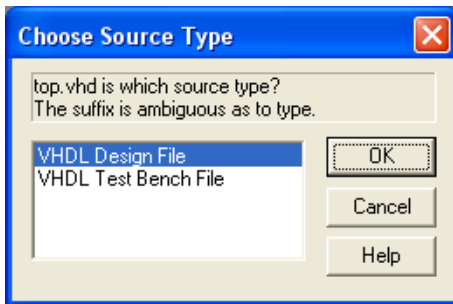 Choose Source Type
top.vhd is which source type?
The suffix is ambiguous as to type.
VHDL Design File
VHDL Test Bench File
OK
Cancel
Help